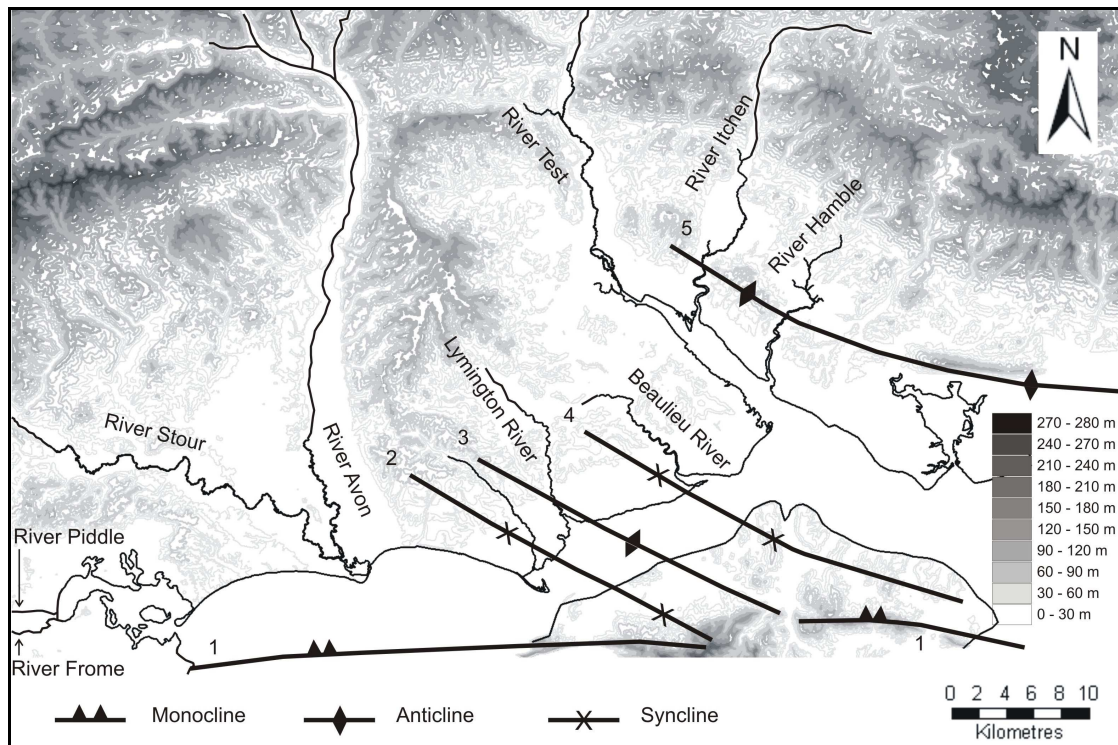 N
River Test
River Itchen
River Hamble
5
Lymington River
Beaulieu River
4
3
2
River Stour
River Avon
River Piddle
River Frome
1
1
270 - 280 m
240 - 270 m
210 - 240 m
180 - 210 m
150 - 180 m
120 - 150 m
90 - 120 m
60 - 90 m
30 - 60 m
0 - 30 m
Monocline
Anticline
Syncline
0 2 4 6 8 10
Kilometres